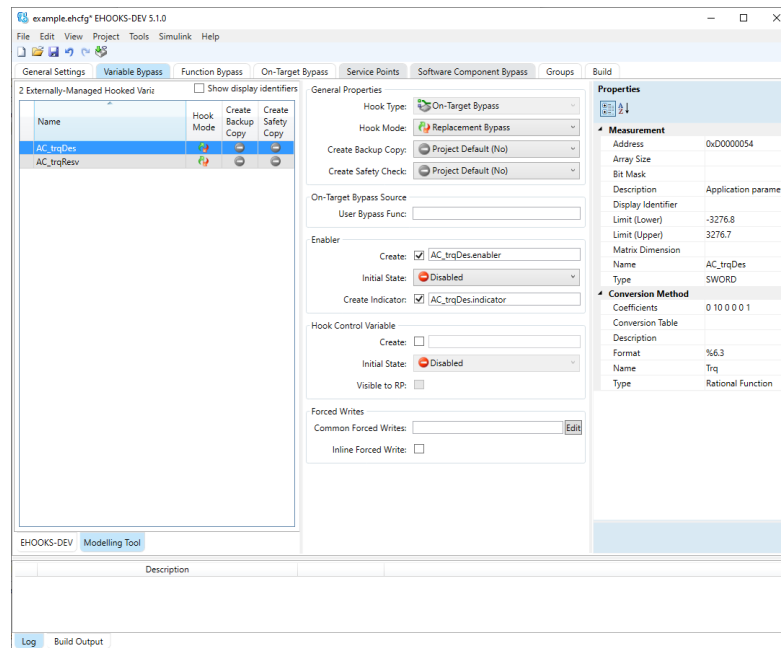 example.ehcfg* EHOOKS-DEV 5.1.0
File Edit View Project Tools Simulink Help
General Settings Variable Bypass Function Bypass On-Target Bypass Service Points Software Component Bypass Groups Build
2 Externally-Managed Hooked Varia
Show display identifiers
Name Hook Mode Create Backup Copy Create Safety Copy
AC_trqDes
AC_trqResv
EHOOKS-DEV Modelling Tool
General Properties
Hook Type: On-Target Bypass
Hook Mode: Replacement Bypass
Create Backup Copy: Project Default (No)
Create Safety Check: Project Default (No)
On-Target Bypass Source
User Bypass Func:
Enabler
Create: AC_trqDes.enabler
Initial State: Disabled
Create Indicator: AC_trqDes.indicator
Hook Control Variable
Create:
Initial State: Disabled
Visible to RP:
Forced Writes
Common Forced Writes: Edit
Inline Forced Write:
Properties
Measurement
Address 0xD0000054
Array Size
Bit Mask
Description Application parame
Display Identifier
Limit (Lower) -3276.8
Limit (Upper) 3276.7
Matrix Dimension
Name AC_trqDes
Type SWORD
Conversion Method
Coefficients 0 10 0 0 0 1
Conversion Table
Description
Format %6.3
Name Trq
Type Rational Function
Description
Log Build Output